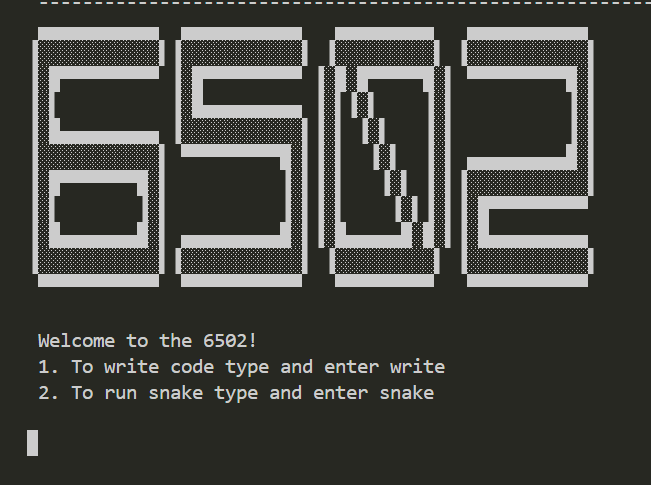 6502
Welcome to the 6502!
1. To write code type and enter write
2. To run snake type and enter snake